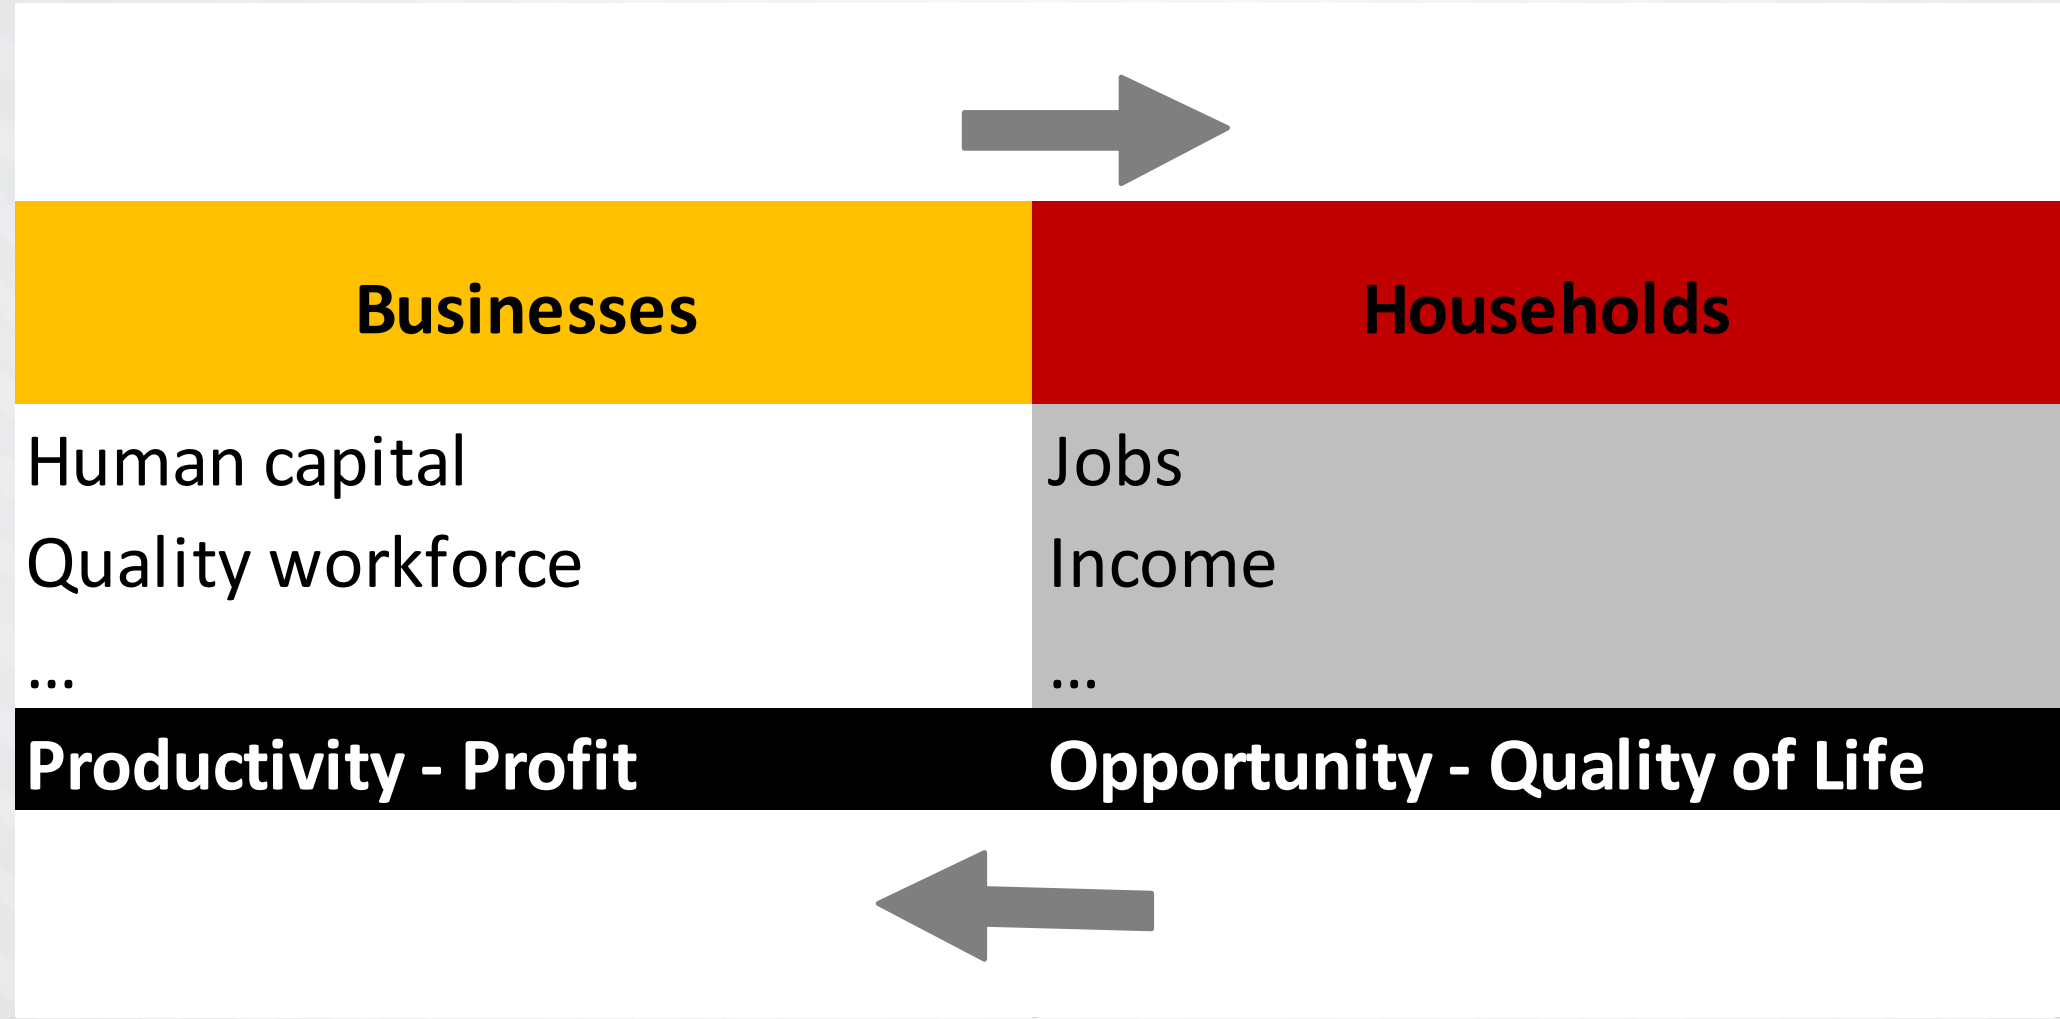 Businesses Households
Human capital Jobs
Quality workforce Income
... ...
Productivity - Profit Opportunity - Quality of Life